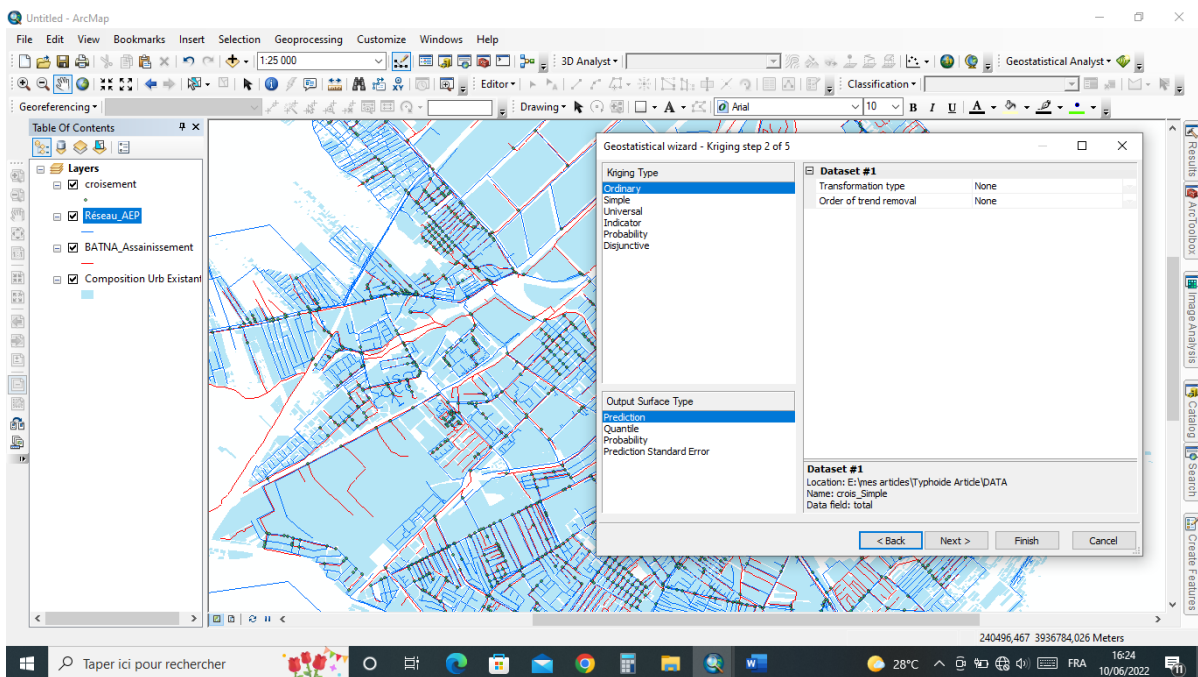 Untitled - ArcMap
File Edit View Bookmarks Insert Selection Geoprocessing Customize Windows Help
1:25 000 3D Analyst Geostatistical Analyst
Editor Classification
Georeferencing Drawing A Arial 10 B I U A
Table Of Contents
Layers
croisement
Réseau_AEP
BATNA_Assainissement
Composition Urb Existant
Geostatistical wizard - Kriging step 2 of 5
Kriging Type
Ordinary
Simple
Universal
Indicator
Probability
Disjunctive
Dataset #1
Transformation type None
Order of trend removal None
Output Surface Type
Prediction
Quantile
Probability
Prediction Standard Error
Dataset #1
Location: E:\mes articles\Typhoide Article\DATA
Name: crois_Simple
Data field: total
< Back Next > Finish Cancel
Results
ArcToolbox
Image Analysis
Catalog
Search
Create Features
240496,467 3936784,026 Meters
Taper ici pour rechercher
28°C FRA 16:24
10/06/2022
11